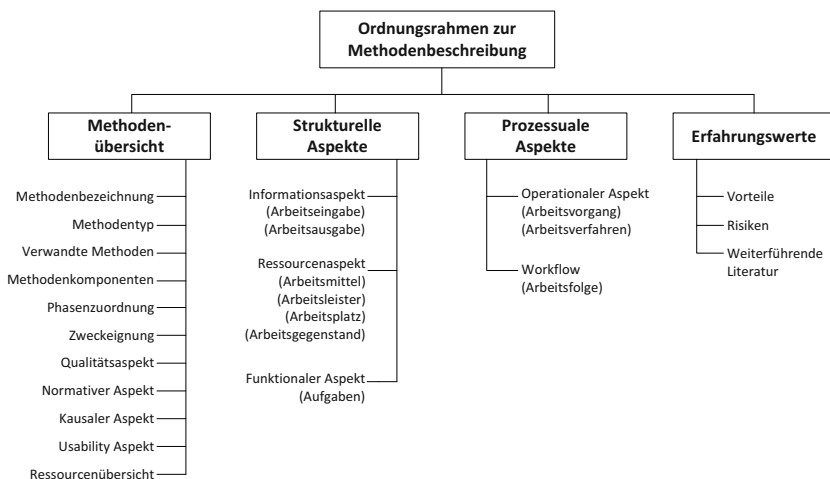 Ordnungsrahmen zur
Methodenbeschreibung
Methoden-
übersicht
Methodenbezeichnung
Methodentyp
Verwandte Methoden
Methodenkomponenten
Phasenzuordnung
Zweckeignung
Qualitätsaspekt
Normativer Aspekt
Kausaler Aspekt
Usability Aspekt
Ressourcenübersicht
Strukturelle
Aspekte
Informationsaspekt
(Arbeitseingabe)
(Arbeitsausgabe)
Ressourcenaspekt
(Arbeitsmittel)
(Arbeitsleister)
(Arbeitsplatz)
(Arbeitsgegenstand)
Funktionaler Aspekt
(Aufgaben)
Prozessuale
Aspekte
Operationaler Aspekt
(Arbeitsvorgang)
(Arbeitsverfahren)
Workflow
(Arbeitsfolge)
Erfahrungswerte
Vorteile
Risiken
Weiterführende
Literatur